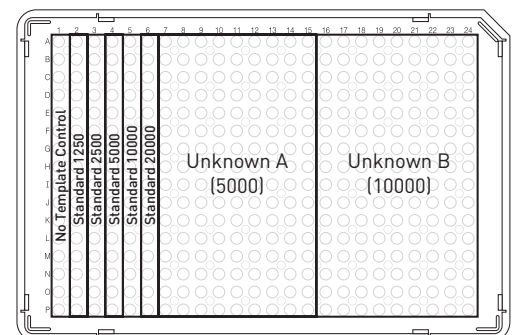 1 2 3 4 5 6 7 8 9 10 11 12 13 14 15 16 17 18 19 20 21 22 23 24
A
B
C
D
E
F
G
H
I
J
K
L
M
N
O
P
No Template Control
Standard 1250
Standard 2500
Standard 5000
Standard 10000
Standard 20000
Unknown A
(5000)
Unknown B
(10000)